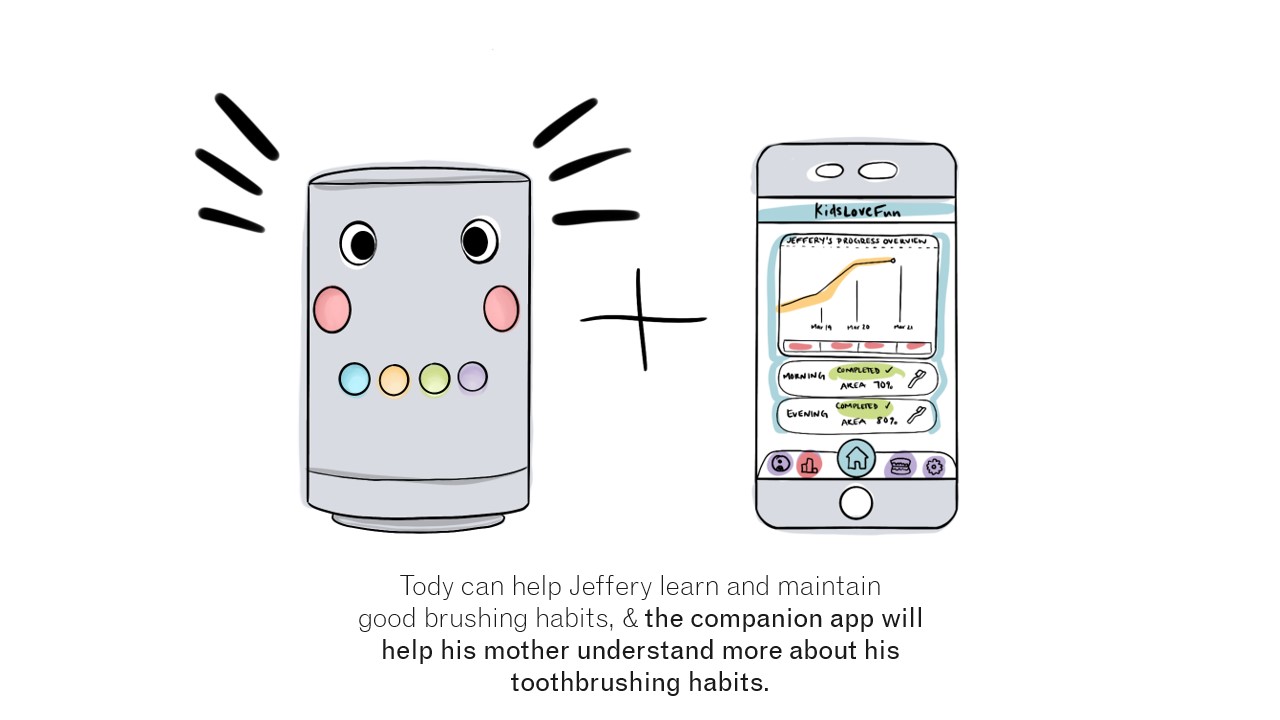 KidsLoveFun
JEFFERY'S PROGRESS OVERVIEW
Mar 19 Mar 20 Mar 21
MORNING COMPLETED ✓
AREA 70%
EVENING COMPLETED ✓
AREA 80%
Tody can help Jeffery learn and maintain
good brushing habits, & the companion app will
help his mother understand more about his
toothbrushing habits.